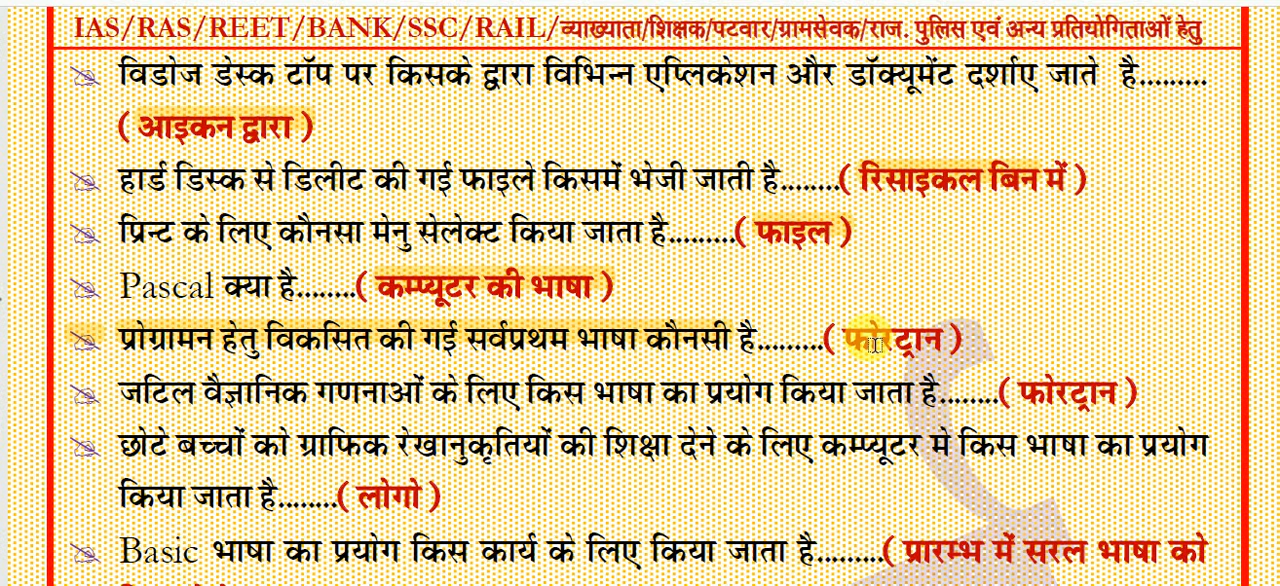 IAS/RAS/REET/BANK/SSC/RAIL/व्याख्याता/शिक्षक/पटवार/ग्रामसेवक/राज. पुलिस एवं अन्य प्रतियोगिताओं हेतु
विडोज डेस्क टॉप पर किसके द्वारा विभिन्न एप्लिकेशन और डॉक्यूमेंट दर्शाए जाते है.........
( आइकन द्वारा )
हार्ड डिस्क से डिलीट की गई फाइले किसमें भेजी जाती है........( रिसाइकल बिन में )
प्रिन्ट के लिए कौनसा मेनु सेलेक्ट किया जाता है.........( फाइल )
Pascal क्या है........( कम्प्यूटर की भाषा )
प्रोग्रामन हेतु विकसित की गई सर्वप्रथम भाषा कौनसी है.........( फोरट्रान )
जटिल वैज्ञानिक गणनाओं के लिए किस भाषा का प्रयोग किया जाता है........( फोरट्रान )
छोटे बच्चों को ग्राफिक रेखानुकृतियों की शिक्षा देने के लिए कम्प्यूटर मे किस भाषा का प्रयोग
किया जाता है........( लोगो )
Basic भाषा का प्रयोग किस कार्य के लिए किया जाता है.........( प्रारम्भ में सरल भाषा को